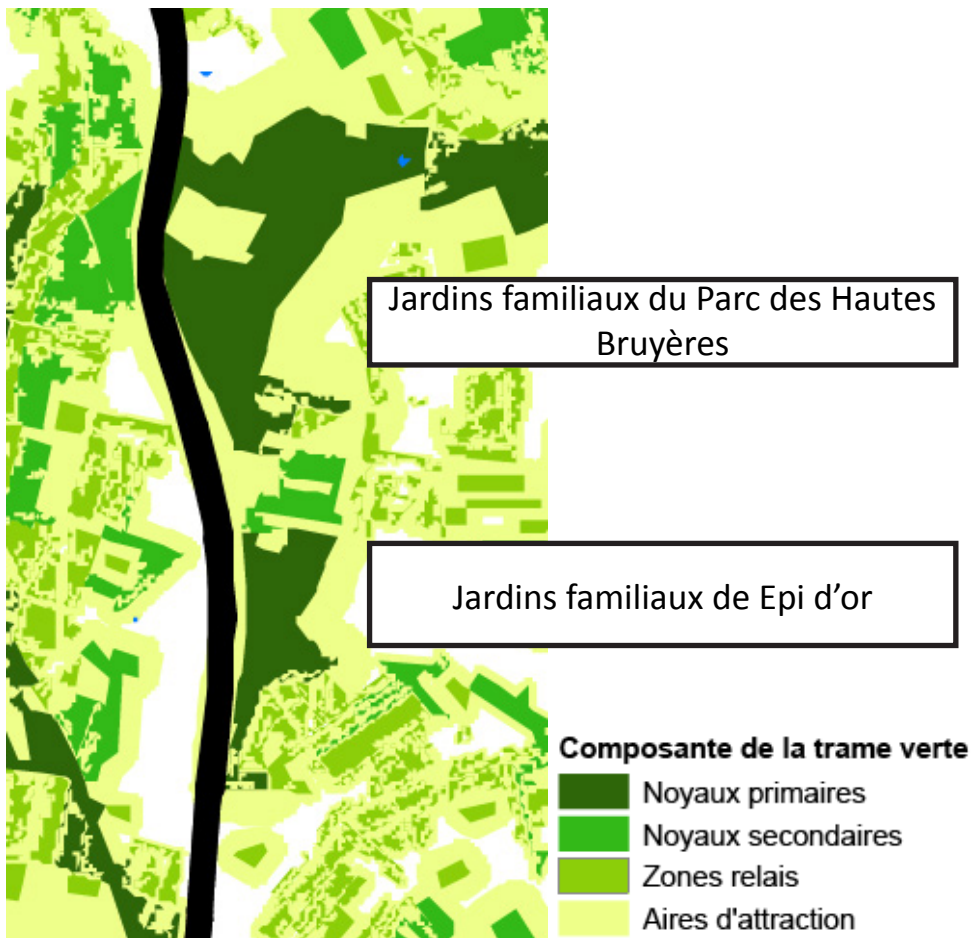 Jardins familiaux du Parc des Hautes
Bruyères
Jardins familiaux de Epi d’or
Composante de la trame verte
Noyaux primaires
Noyaux secondaires
Zones relais
Aires d'attraction